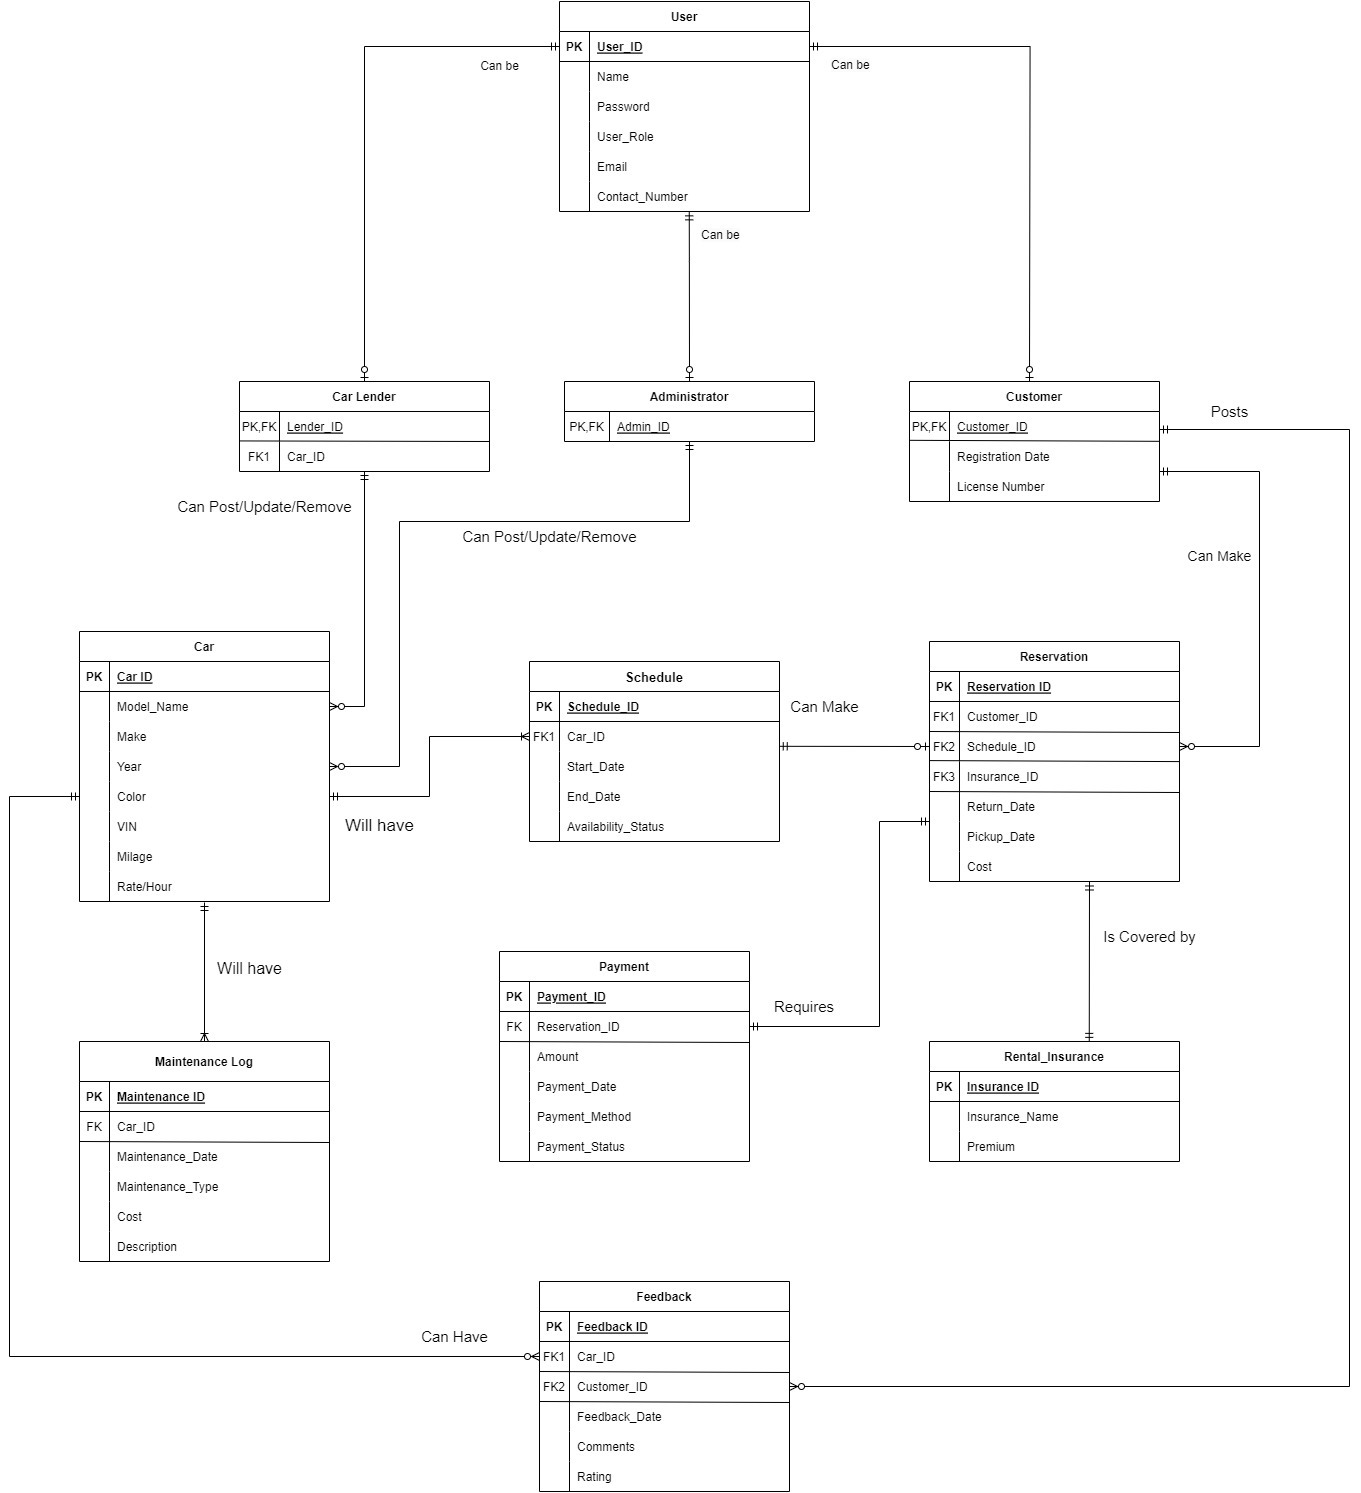 User
PK User_ID
Name
Password
User_Role
Email
Contact_Number
Can be
Can be
Can be
Car Lender
PK,FK Lender_ID
FK1 Car_ID
Administrator
PK,FK Admin_ID
Customer
PK,FK Customer_ID
Registration Date
License Number
Posts
Can Post/Update/Remove
Can Post/Update/Remove
Can Make
Car
PK Car ID
Model_Name
Make
Year
Color
VIN
Milage
Rate/Hour
Will have
Schedule
PK Schedule_ID
FK1 Car_ID
Start_Date
End_Date
Availability_Status
Can Make
Reservation
PK Reservation ID
FK1 Customer_ID
FK2 Schedule_ID
FK3 Insurance_ID
Return_Date
Pickup_Date
Cost
Will have
Is Covered by
Payment
PK Payment_ID
FK Reservation_ID
Amount
Payment_Date
Payment_Method
Payment_Status
Requires
Maintenance Log
PK Maintenance ID
FK Car_ID
Maintenance_Date
Maintenance_Type
Cost
Description
Rental_Insurance
PK Insurance ID
Insurance_Name
Premium
Can Have
Feedback
PK Feedback ID
FK1 Car_ID
FK2 Customer_ID
Feedback_Date
Comments
Rating